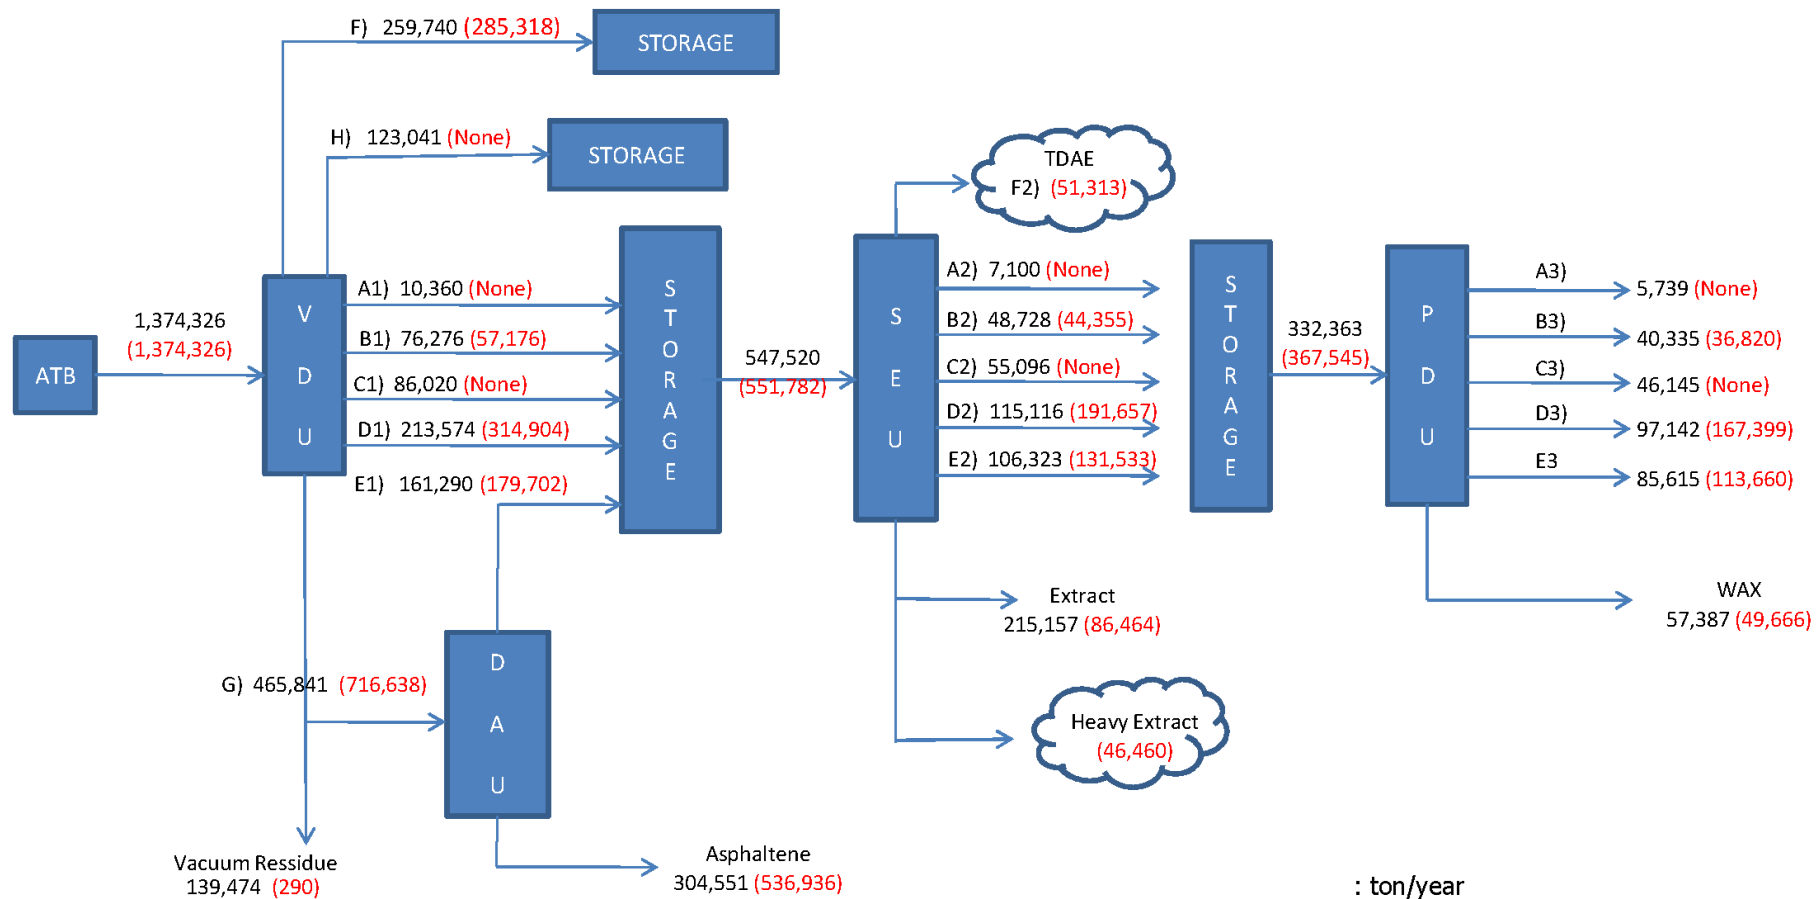 F) 259,740 (285,318)
STORAGE
H) 123,041 (None)
STORAGE
TDAE
F2) (51,313)
ATB
1,374,326
(1,374,326)
VDU
A1) 10,360 (None)
B1) 76,276 (57,176)
C1) 86,020 (None)
D1) 213,574 (314,904)
E1) 161,290 (179,702)
STORAGE
547,520
(551,782)
SEU
A2) 7,100 (None)
B2) 48,728 (44,355)
C2) 55,096 (None)
D2) 115,116 (191,657)
E2) 106,323 (131,533)
STORAGE
332,363
(367,545)
PDU
A3)
5,739 (None)
B3)
40,335 (36,820)
C3)
46,145 (None)
D3)
97,142 (167,399)
E3
85,615 (113,660)
Extract
215,157 (86,464)
WAX
57,387 (49,666)
G) 465,841 (716,638)
DAU
Heavy Extract
(46,460)
Vacuum Ressidue
139,474 (290)
Asphaltene
304,551 (536,936)
: ton/year